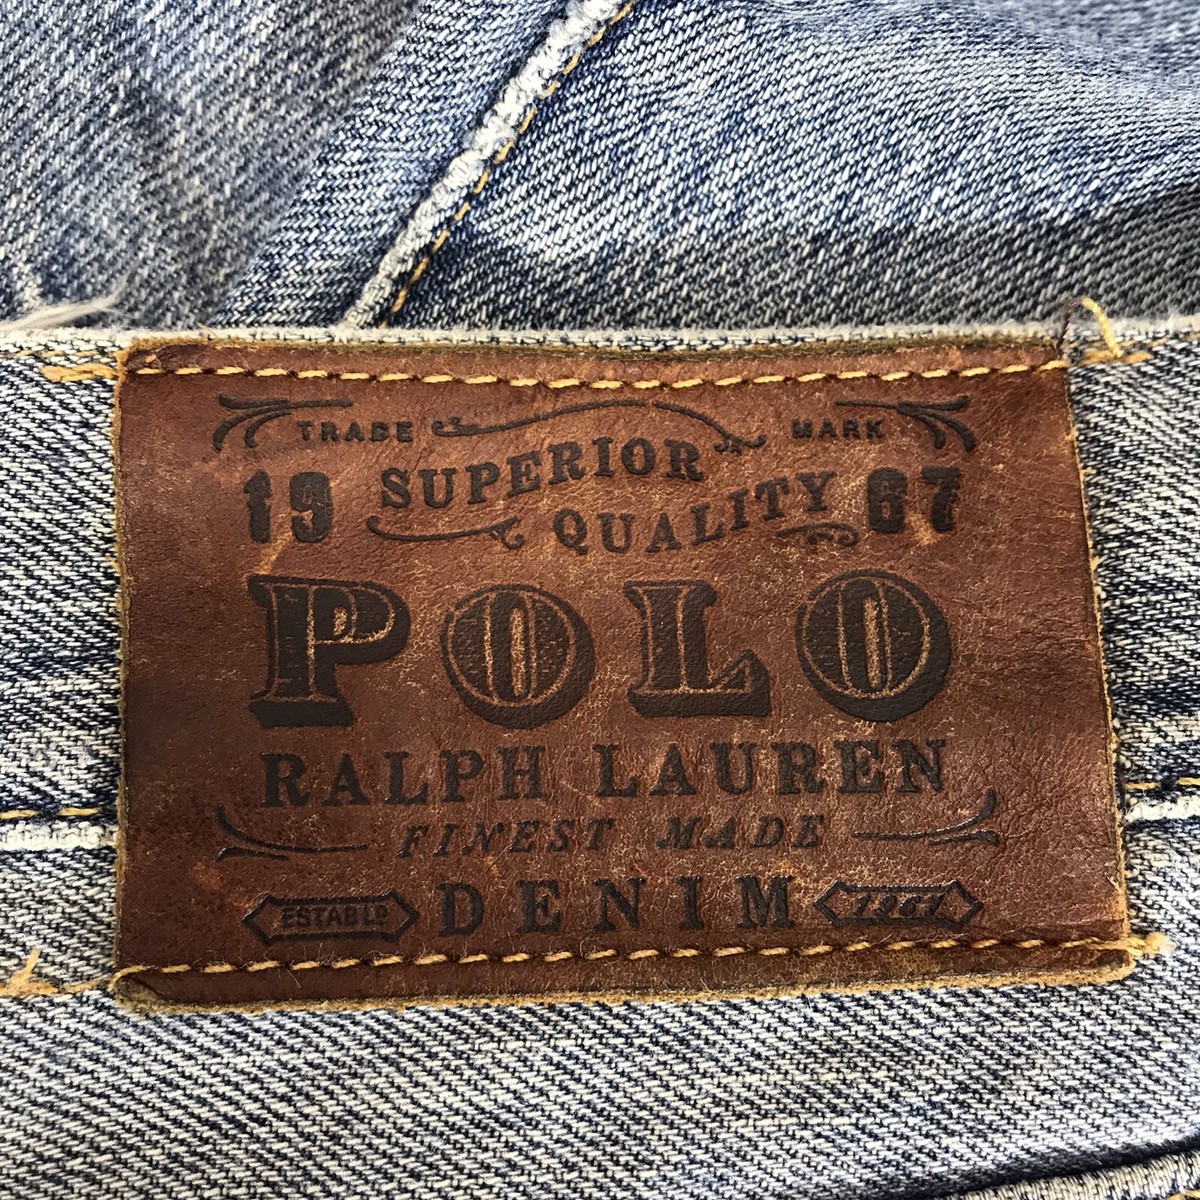 TRADE MARK
19 SUPERIOR 67
QUALITY
POLO
RALPH LAUREN
FINEST MADE
ESTABLD DENIM 1967